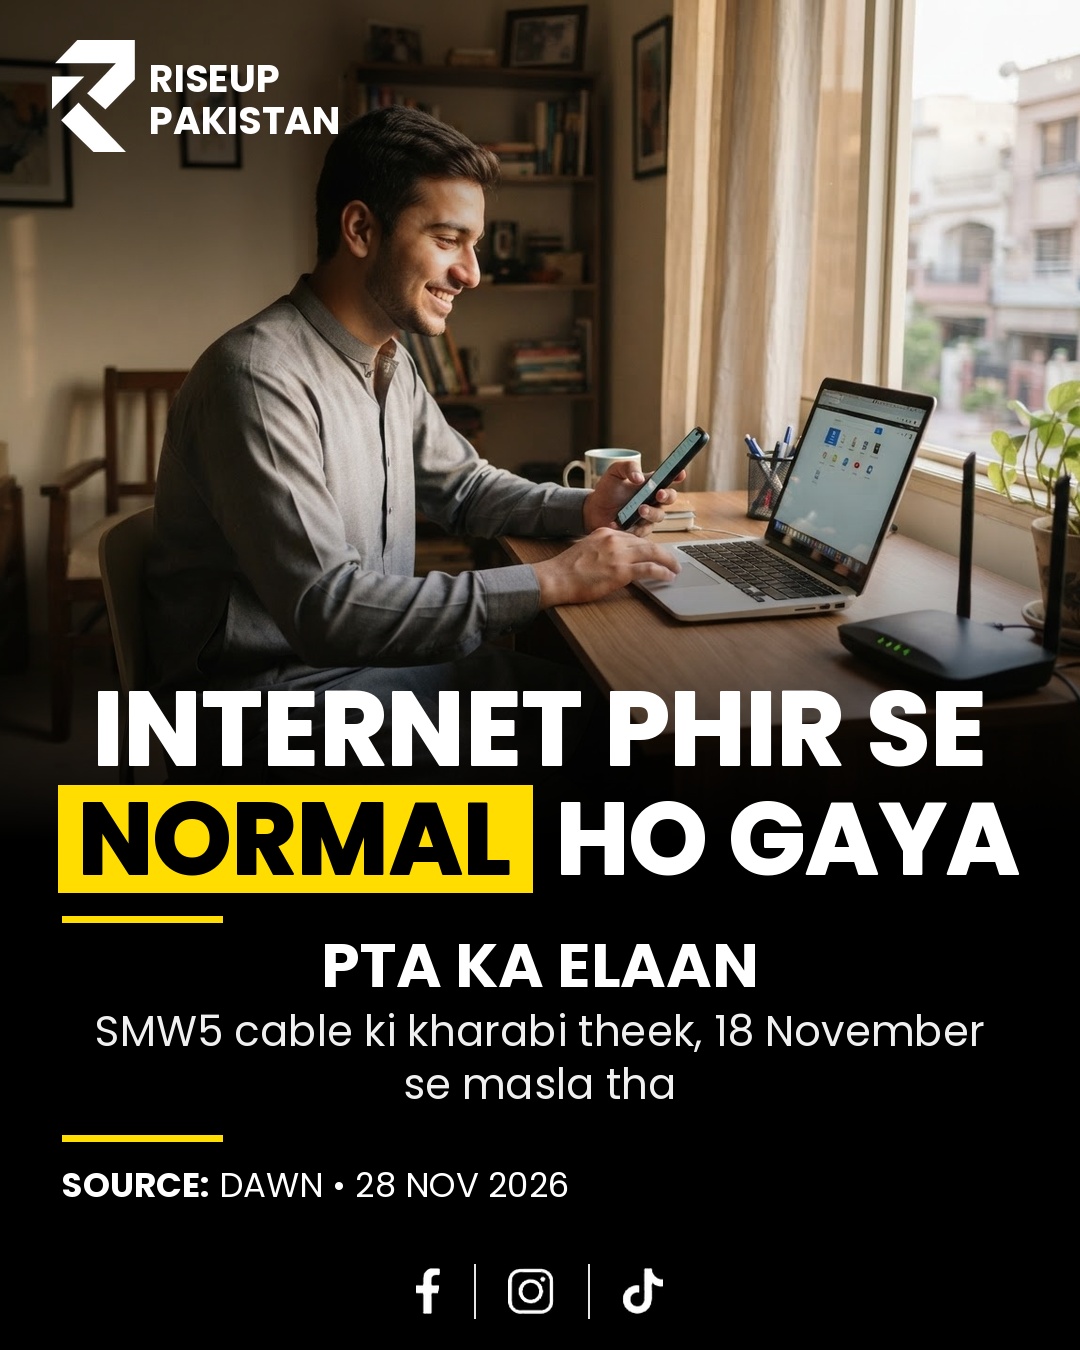 RISEUP
PAKISTAN
INTERNET PHIR SE
NORMAL HO GAYA
PTA KA ELAAN
SMW5 cable ki kharabi theek, 18 November
se masla tha
SOURCE: DAWN • 28 NOV 2026